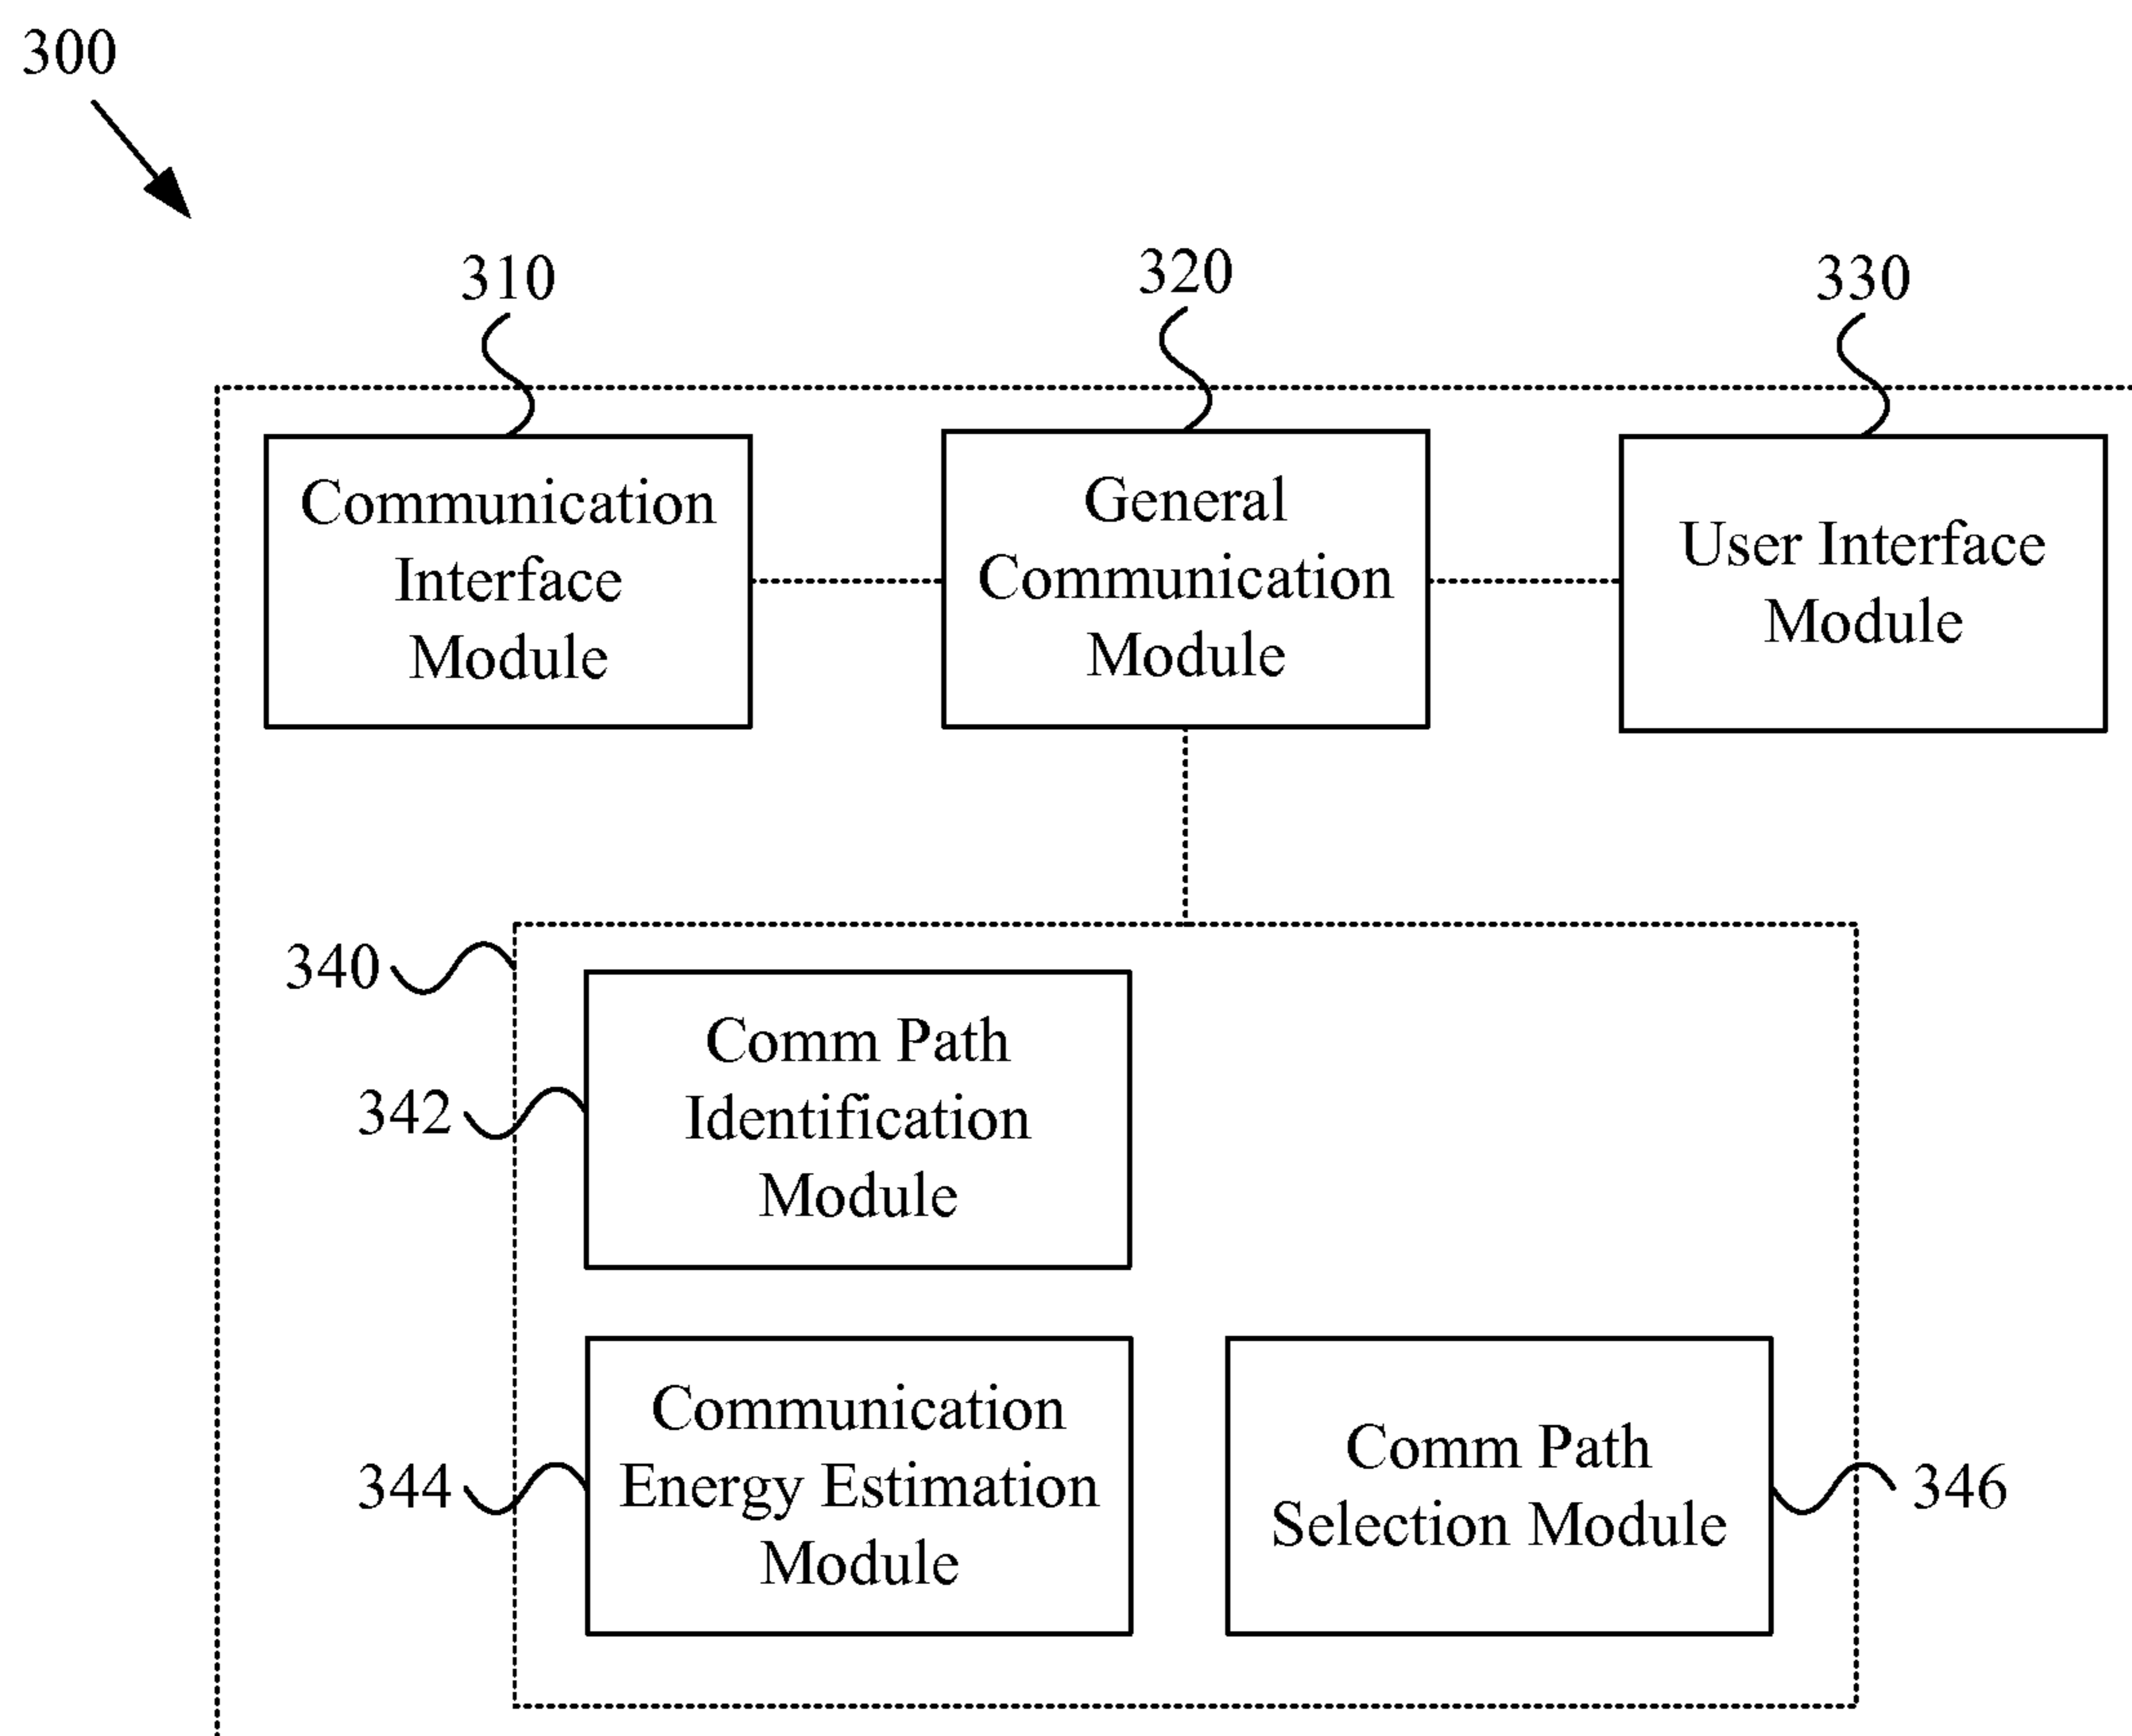 300
310
320
330
Communication
Interface
Module
General
Communication
Module
User Interface
Module
340
Comm Path
Identification
Module
342
Communication
Energy Estimation
Module
344
Comm Path
Selection Module
346